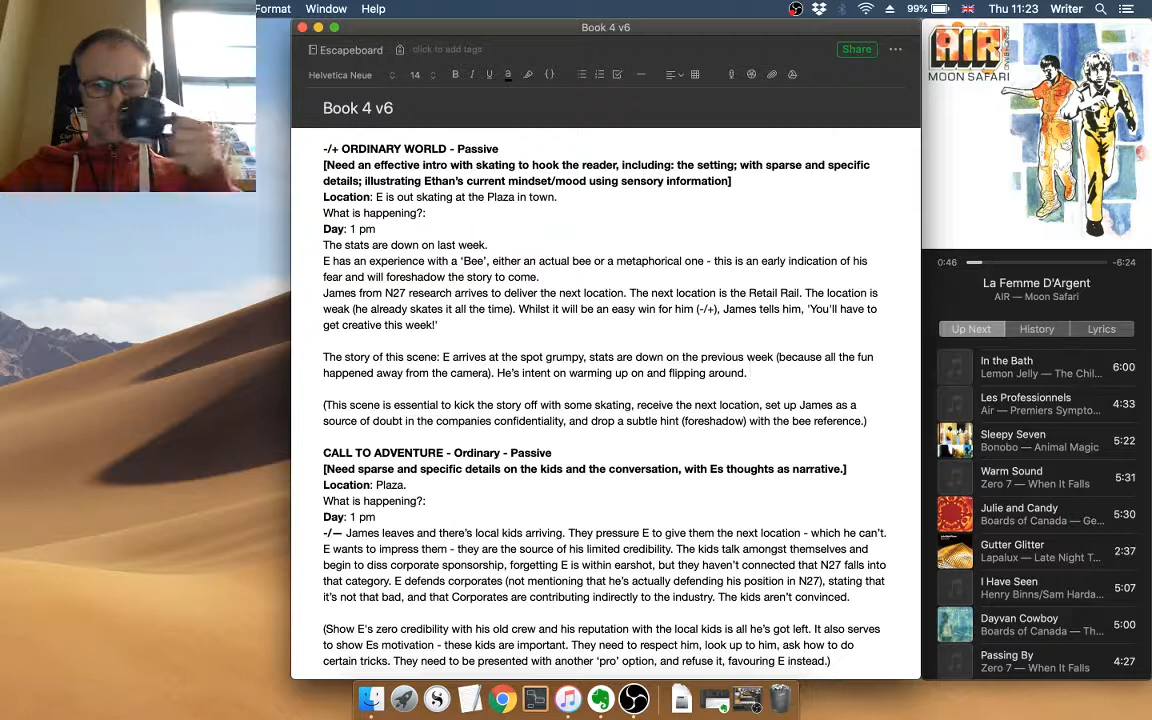 Format Window Help
99% Thu 11:23 Writer
Book 4 v6
Escapeboard click to add tags
Share
Helvetica Neue 14 B I U a
Book 4 v6
-/+ ORDINARY WORLD - Passive
[Need an effective intro with skating to hook the reader, including: the setting; with sparse and specific
details; illustrating Ethan's current mindset/mood using sensory information]
Location: E is out skating at the Plaza in town.
What is happening?:
Day: 1 pm
The stats are down on last week.
E has an experience with a 'Bee', either an actual bee or a metaphorical one - this is an early indication of his
fear and will foreshadow the story to come.
James from N27 research arrives to deliver the next location. The next location is the Retail Rail. The location is
weak (he already skates it all the time). Whilst it will be an easy win for him (-/+), James tells him, 'You'll have to
get creative this week!'
The story of this scene: E arrives at the spot grumpy, stats are down on the previous week (because all the fun
happened away from the camera). He's intent on warming up on and flipping around.
(This scene is essential to kick the story off with some skating, receive the next location, set up James as a
source of doubt in the companies confidentiality, and drop a subtle hint (foreshadow) with the bee reference.)
CALL TO ADVENTURE - Ordinary - Passive
[Need sparse and specific details on the kids and the conversation, with Es thoughts as narrative.]
Location: Plaza.
What is happening?:
Day: 1 pm
-/— James leaves and there's local kids arriving. They pressure E to give them the next location - which he can't.
E wants to impress them - they are the source of his limited credibility. The kids talk amongst themselves and
begin to diss corporate sponsorship, forgetting E is within earshot, but they haven't connected that N27 falls into
that category. E defends corporates (not mentioning that he's actually defending his position in N27), stating that
it's not that bad, and that Corporates are contributing indirectly to the industry. The kids aren't convinced.
(Show E's zero credibility with his old crew and his reputation with the local kids is all he's got left. It also serves
to show Es motivation - these kids are important. They need to respect him, look up to him, ask how to do
certain tricks. They need to be presented with another 'pro' option, and refuse it, favouring E instead.)
AIR
MOON SAFARI
0:46 -6:24
La Femme D'Argent
AIR — Moon Safari
Up Next History Lyrics
In the Bath
Lemon Jelly — The Chil...
6:00
Les Professionnels
Air — Premiers Sympto...
4:33
Sleepy Seven
Bonobo — Animal Magic
5:22
Warm Sound
Zero 7 — When It Falls
5:31
Julie and Candy
Boards of Canada — Ge...
5:30
Gutter Glitter
Lapalux — Late Night T...
2:37
I Have Seen
Henry Binns/Sam Harda...
5:07
Dayvan Cowboy
Boards of Canada — Th...
5:00
Passing By
Zero 7 — When It Falls
4:27